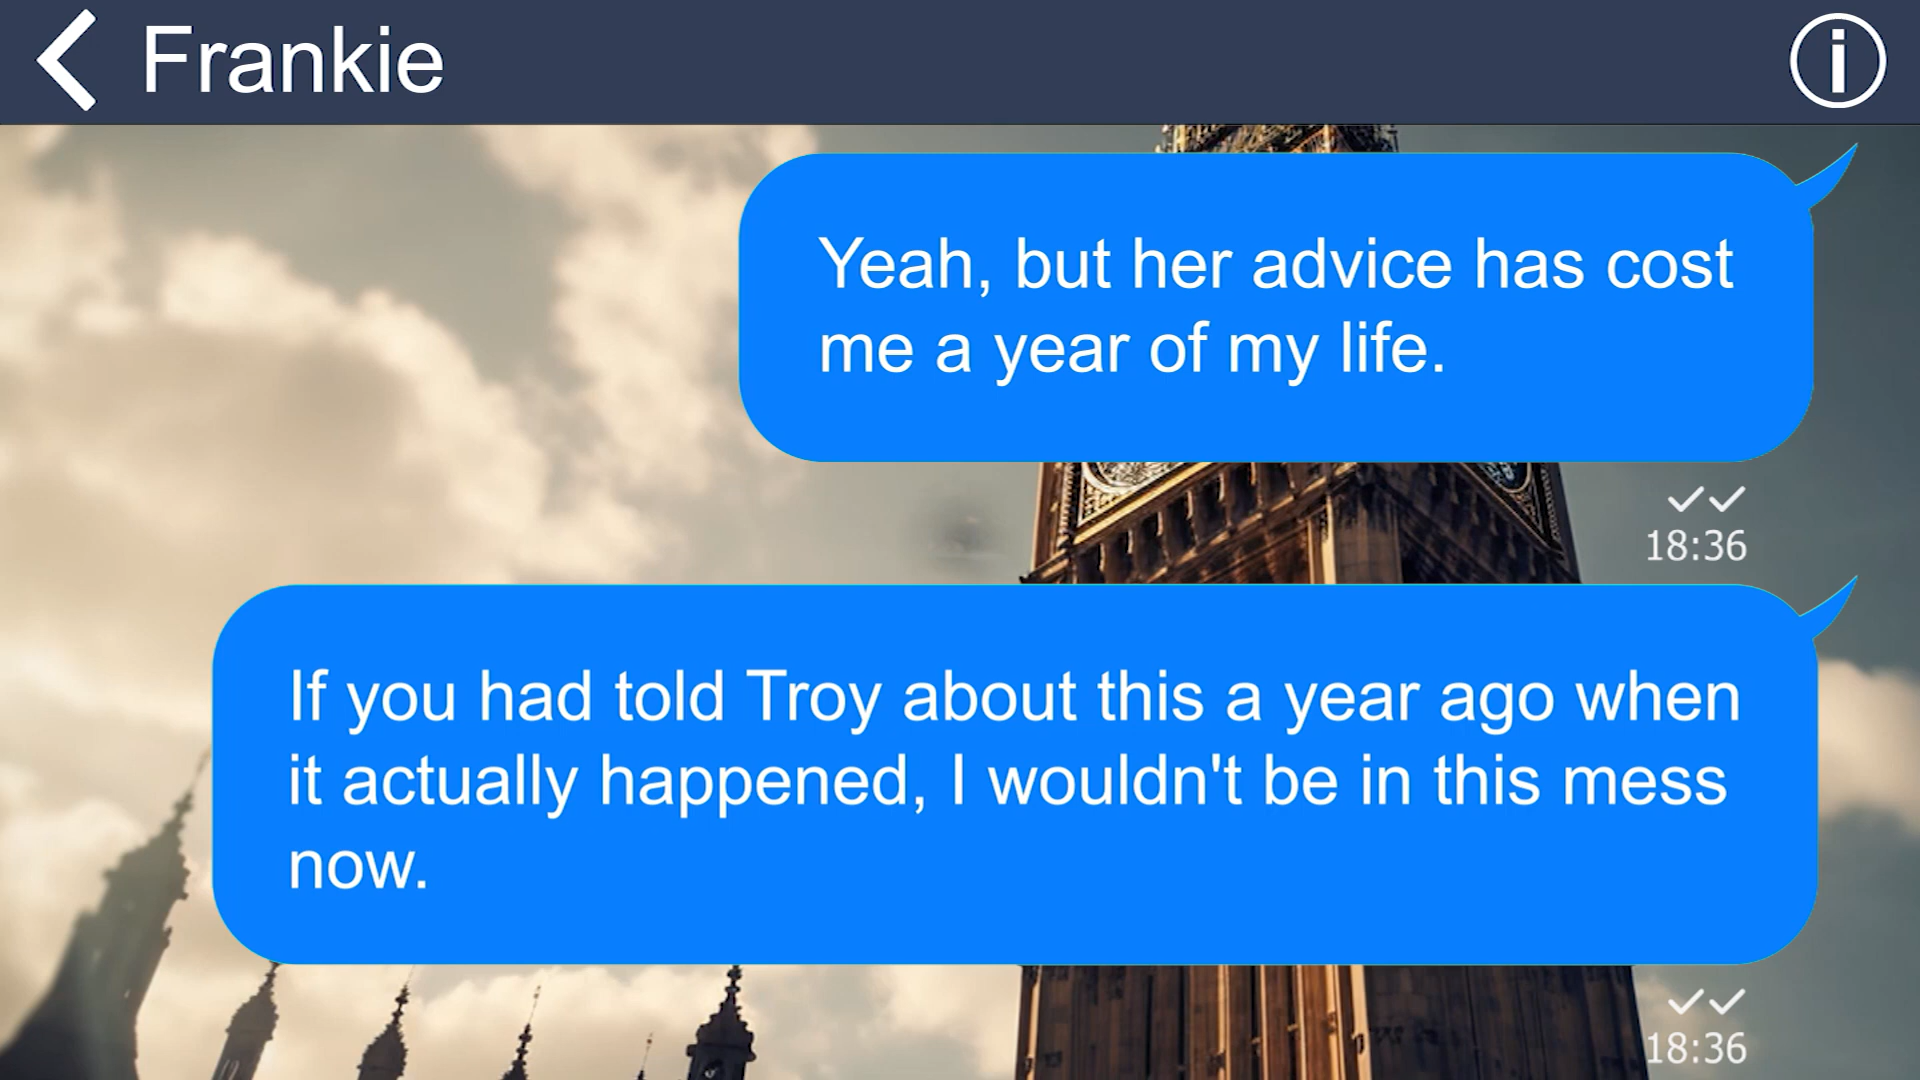 Frankie
Yeah, but her advice has cost
me a year of my life.
18:36
If you had told Troy about this a year ago when
it actually happened, I wouldn't be in this mess
now.
18:36